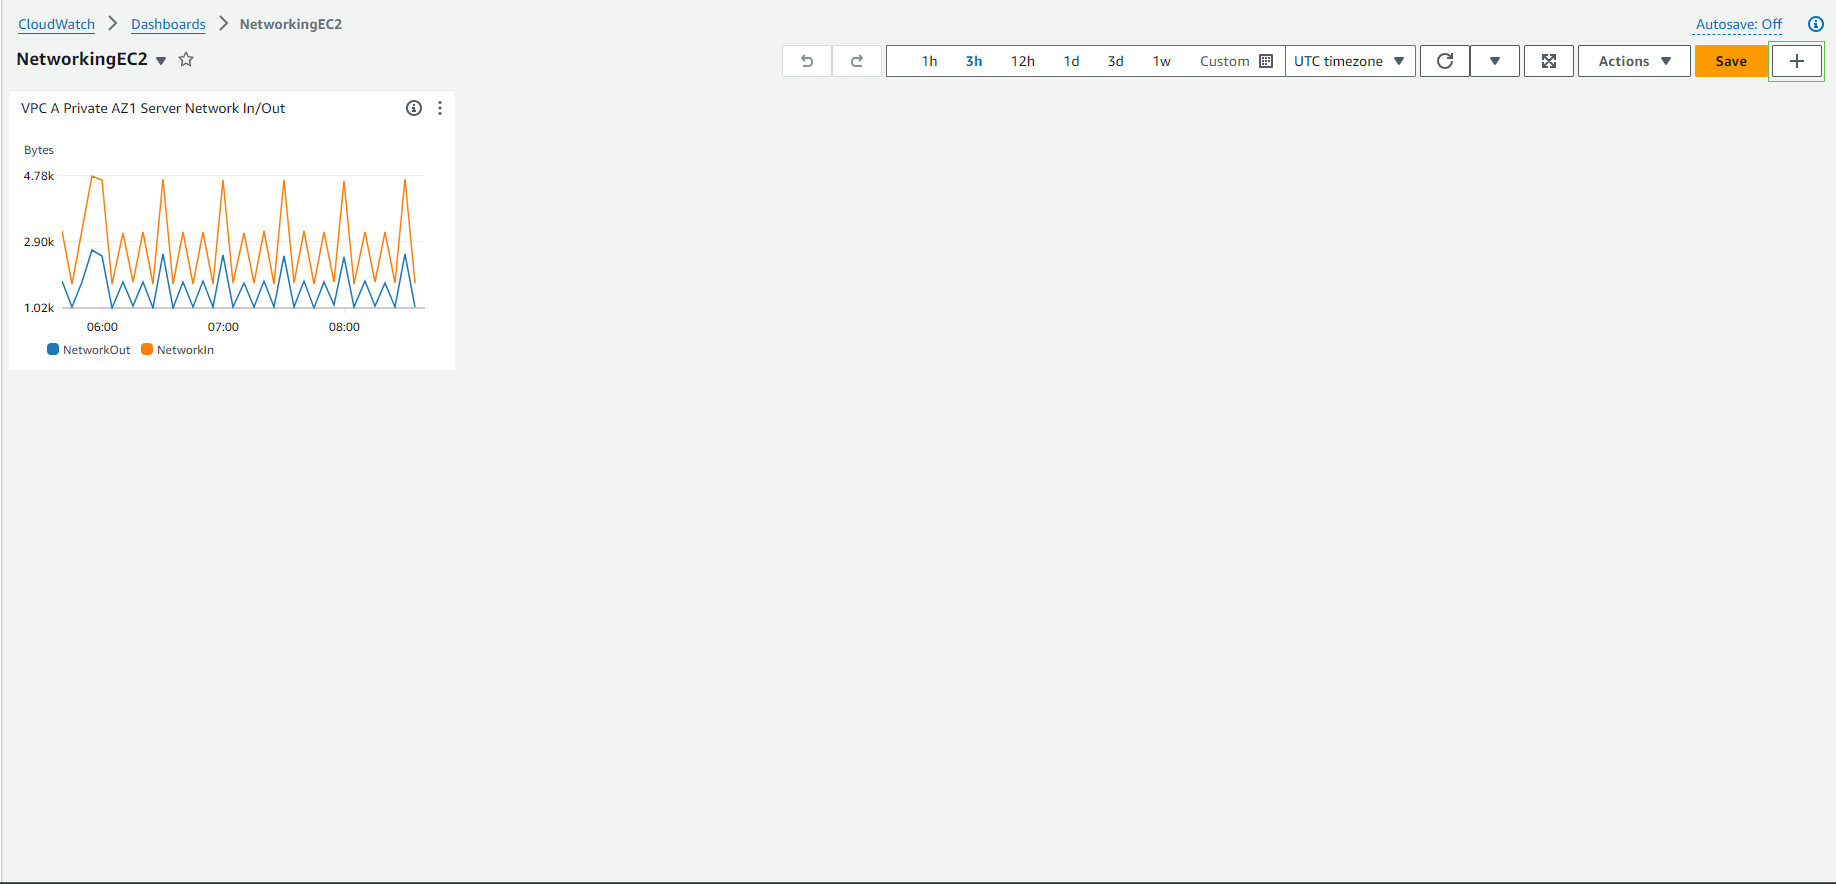 CloudWatch Dashboards NetworkingEC2
Autosave: Off
NetworkingEC2
1h 3h 12h 1d 3d 1w Custom UTC timezone Actions Save
VPC A Private AZ1 Server Network In/Out
Bytes
4.78k
2.90k
1.02k
06:00 07:00 08:00
NetworkOut NetworkIn